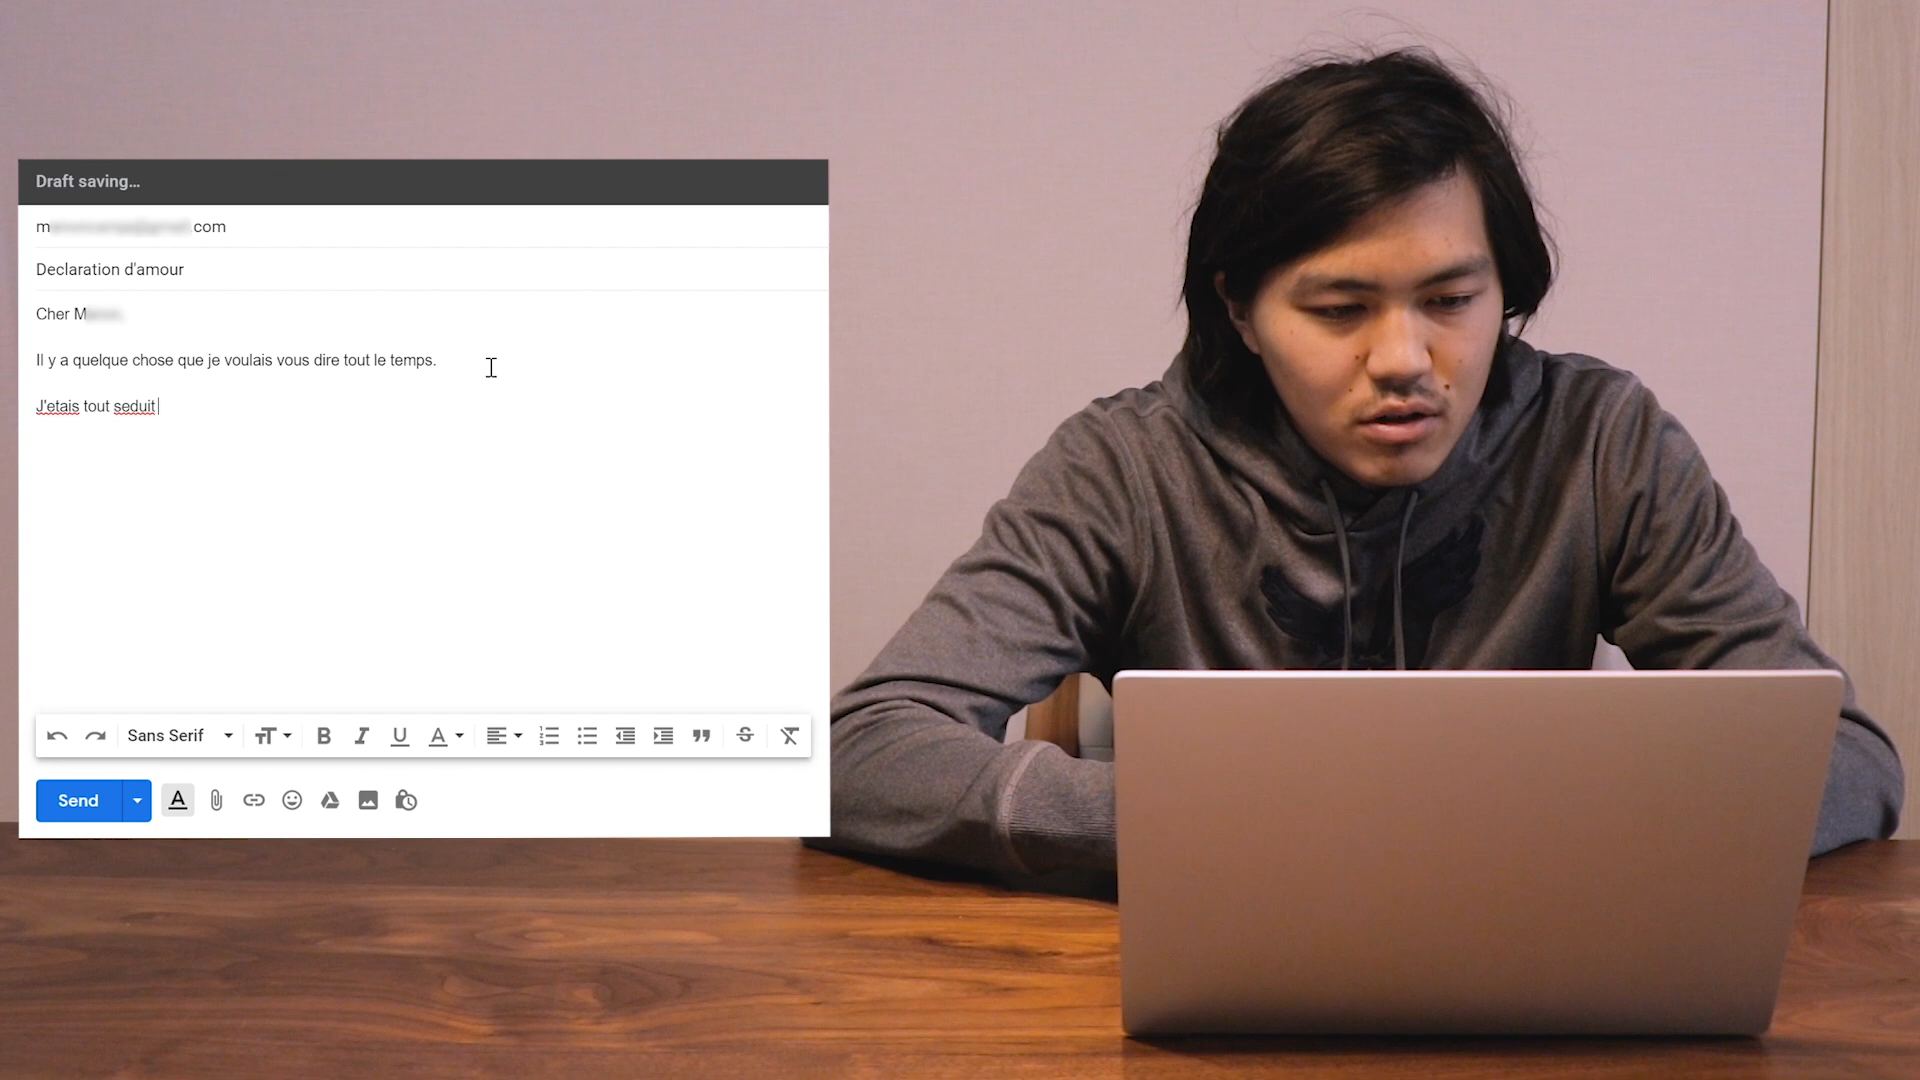 Draft saving...
m .com
Declaration d'amour
Cher M
Il y a quelque chose que je voulais vous dire tout le temps.
J'etais tout seduit
Sans Serif
Send